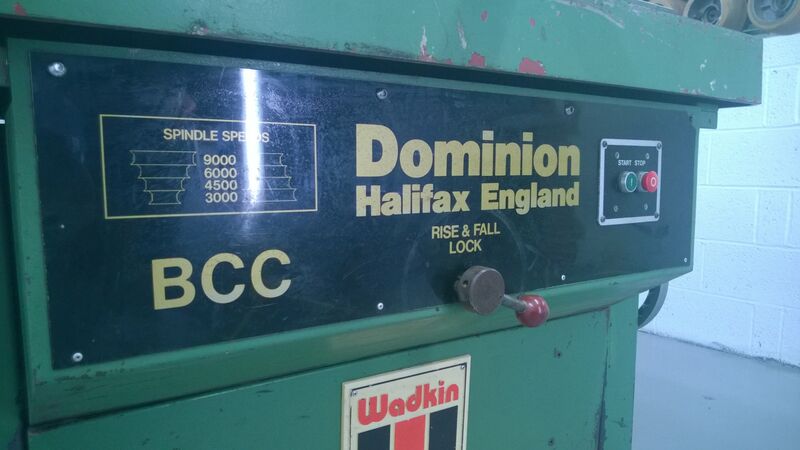 SPINDLE SPEEDS
9000
6000
4500
3000
BCC
Dominion
Halifax England
RISE & FALL
LOCK
START STOP
I O
Wadkin